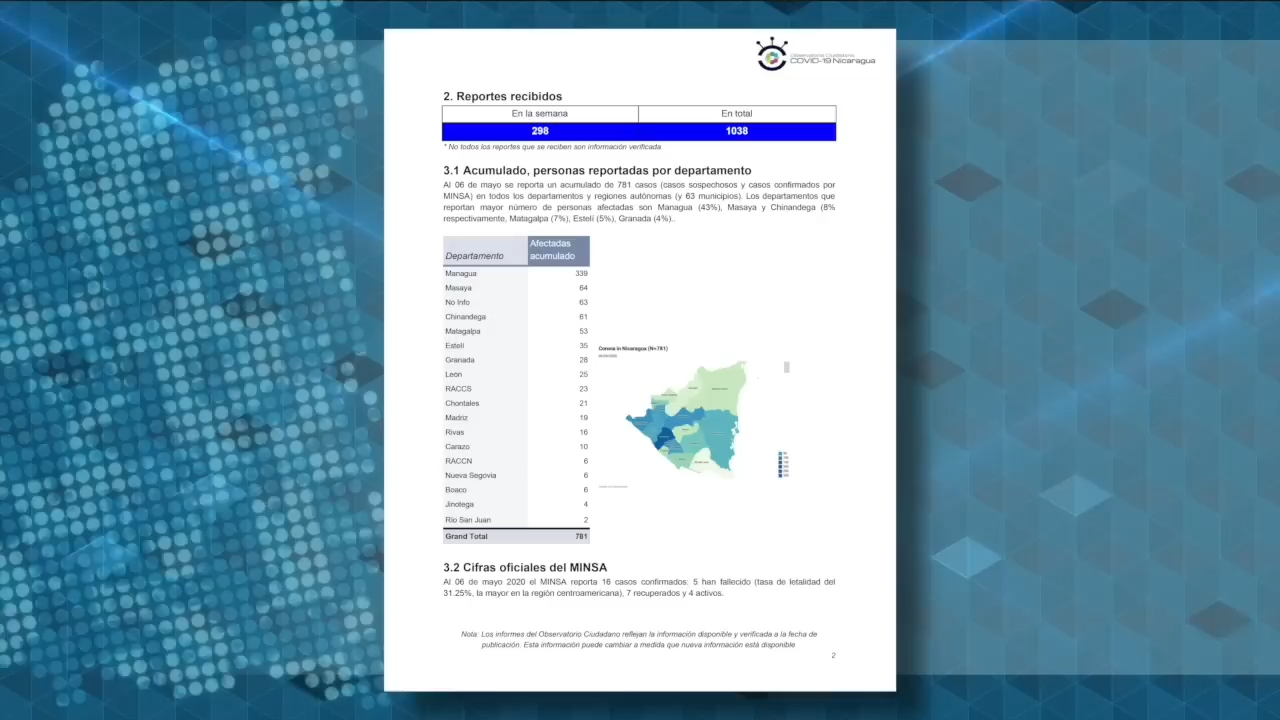 Observatorio Ciudadano
COVID-19 Nicaragua
2. Reportes recibidos
En la semana En total
298 1038
* No todos los reportes que se reciben son información verificada
3.1 Acumulado, personas reportadas por departamento
Al 06 de mayo se reporta un acumulado de 781 casos (casos sospechosos y casos confirmados por
MINSA) en todos los departamentos y regiones autónomas (y 63 municipios). Los departamentos que
reportan mayor número de personas afectadas son Managua (43%), Masaya y Chinandega (8%
respectivamente, Matagalpa (7%), Estelí (5%), Granada (4%)..
Afectadas
Departamento acumulado
Managua 339
Masaya 64
No Info 63
Chinandega 61
Matagalpa 53
Estelí 35
Granada 28
León 25
RACCS 23
Chontales 21
Madriz 19
Rivas 16
Carazo 10
RACCN 6
Nueva Segovia 6
Boaco 6
Jinotega 4
Río San Juan 2
Grand Total 781
Corona in Nicaragua (N=781)
3.2 Cifras oficiales del MINSA
Al 06 de mayo 2020 el MINSA reporta 16 casos confirmados: 5 han fallecido (tasa de letalidad del
31.25%, la mayor en la región centroamericana), 7 recuperados y 4 activos.
Nota: Los informes del Observatorio Ciudadano reflejan la información disponible y verificada a la fecha de
publicación. Esta información puede cambiar a medida que nueva información está disponible
2